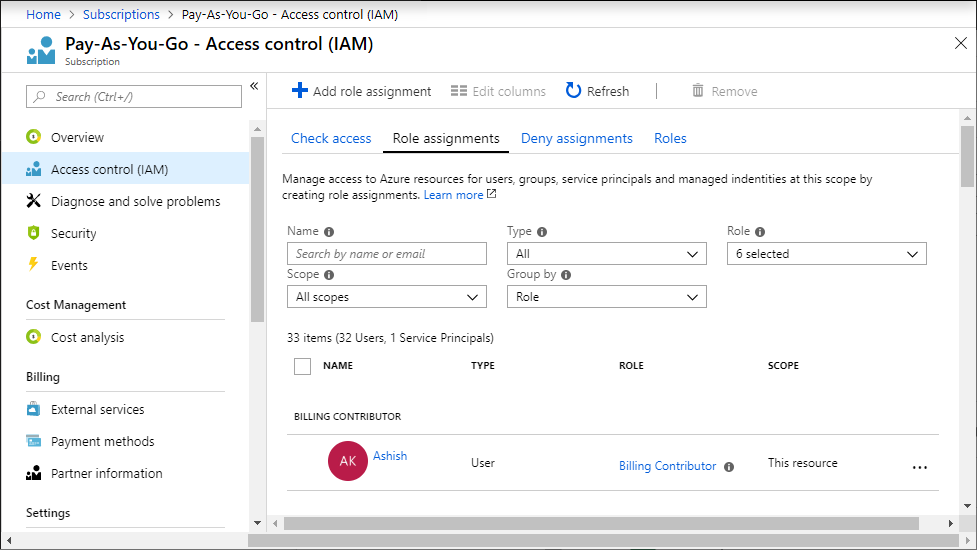 Home > Subscriptions > Pay-As-You-Go - Access control (IAM)
Pay-As-You-Go - Access control (IAM)
Subscription
Search (Ctrl+/)
Overview
Access control (IAM)
Diagnose and solve problems
Security
Events
Cost Management
Cost analysis
Billing
External services
Payment methods
Partner information
Settings
Add role assignment Edit columns Refresh Remove
Check access Role assignments Deny assignments Roles
Manage access to Azure resources for users, groups, service principals and managed indentities at this scope by
creating role assignments. Learn more
Name Type Role
Search by name or email All 6 selected
Scope Group by
All scopes Role
33 items (32 Users, 1 Service Principals)
NAME TYPE ROLE SCOPE
BILLING CONTRIBUTOR
AK Ashish User Billing Contributor This resource ...